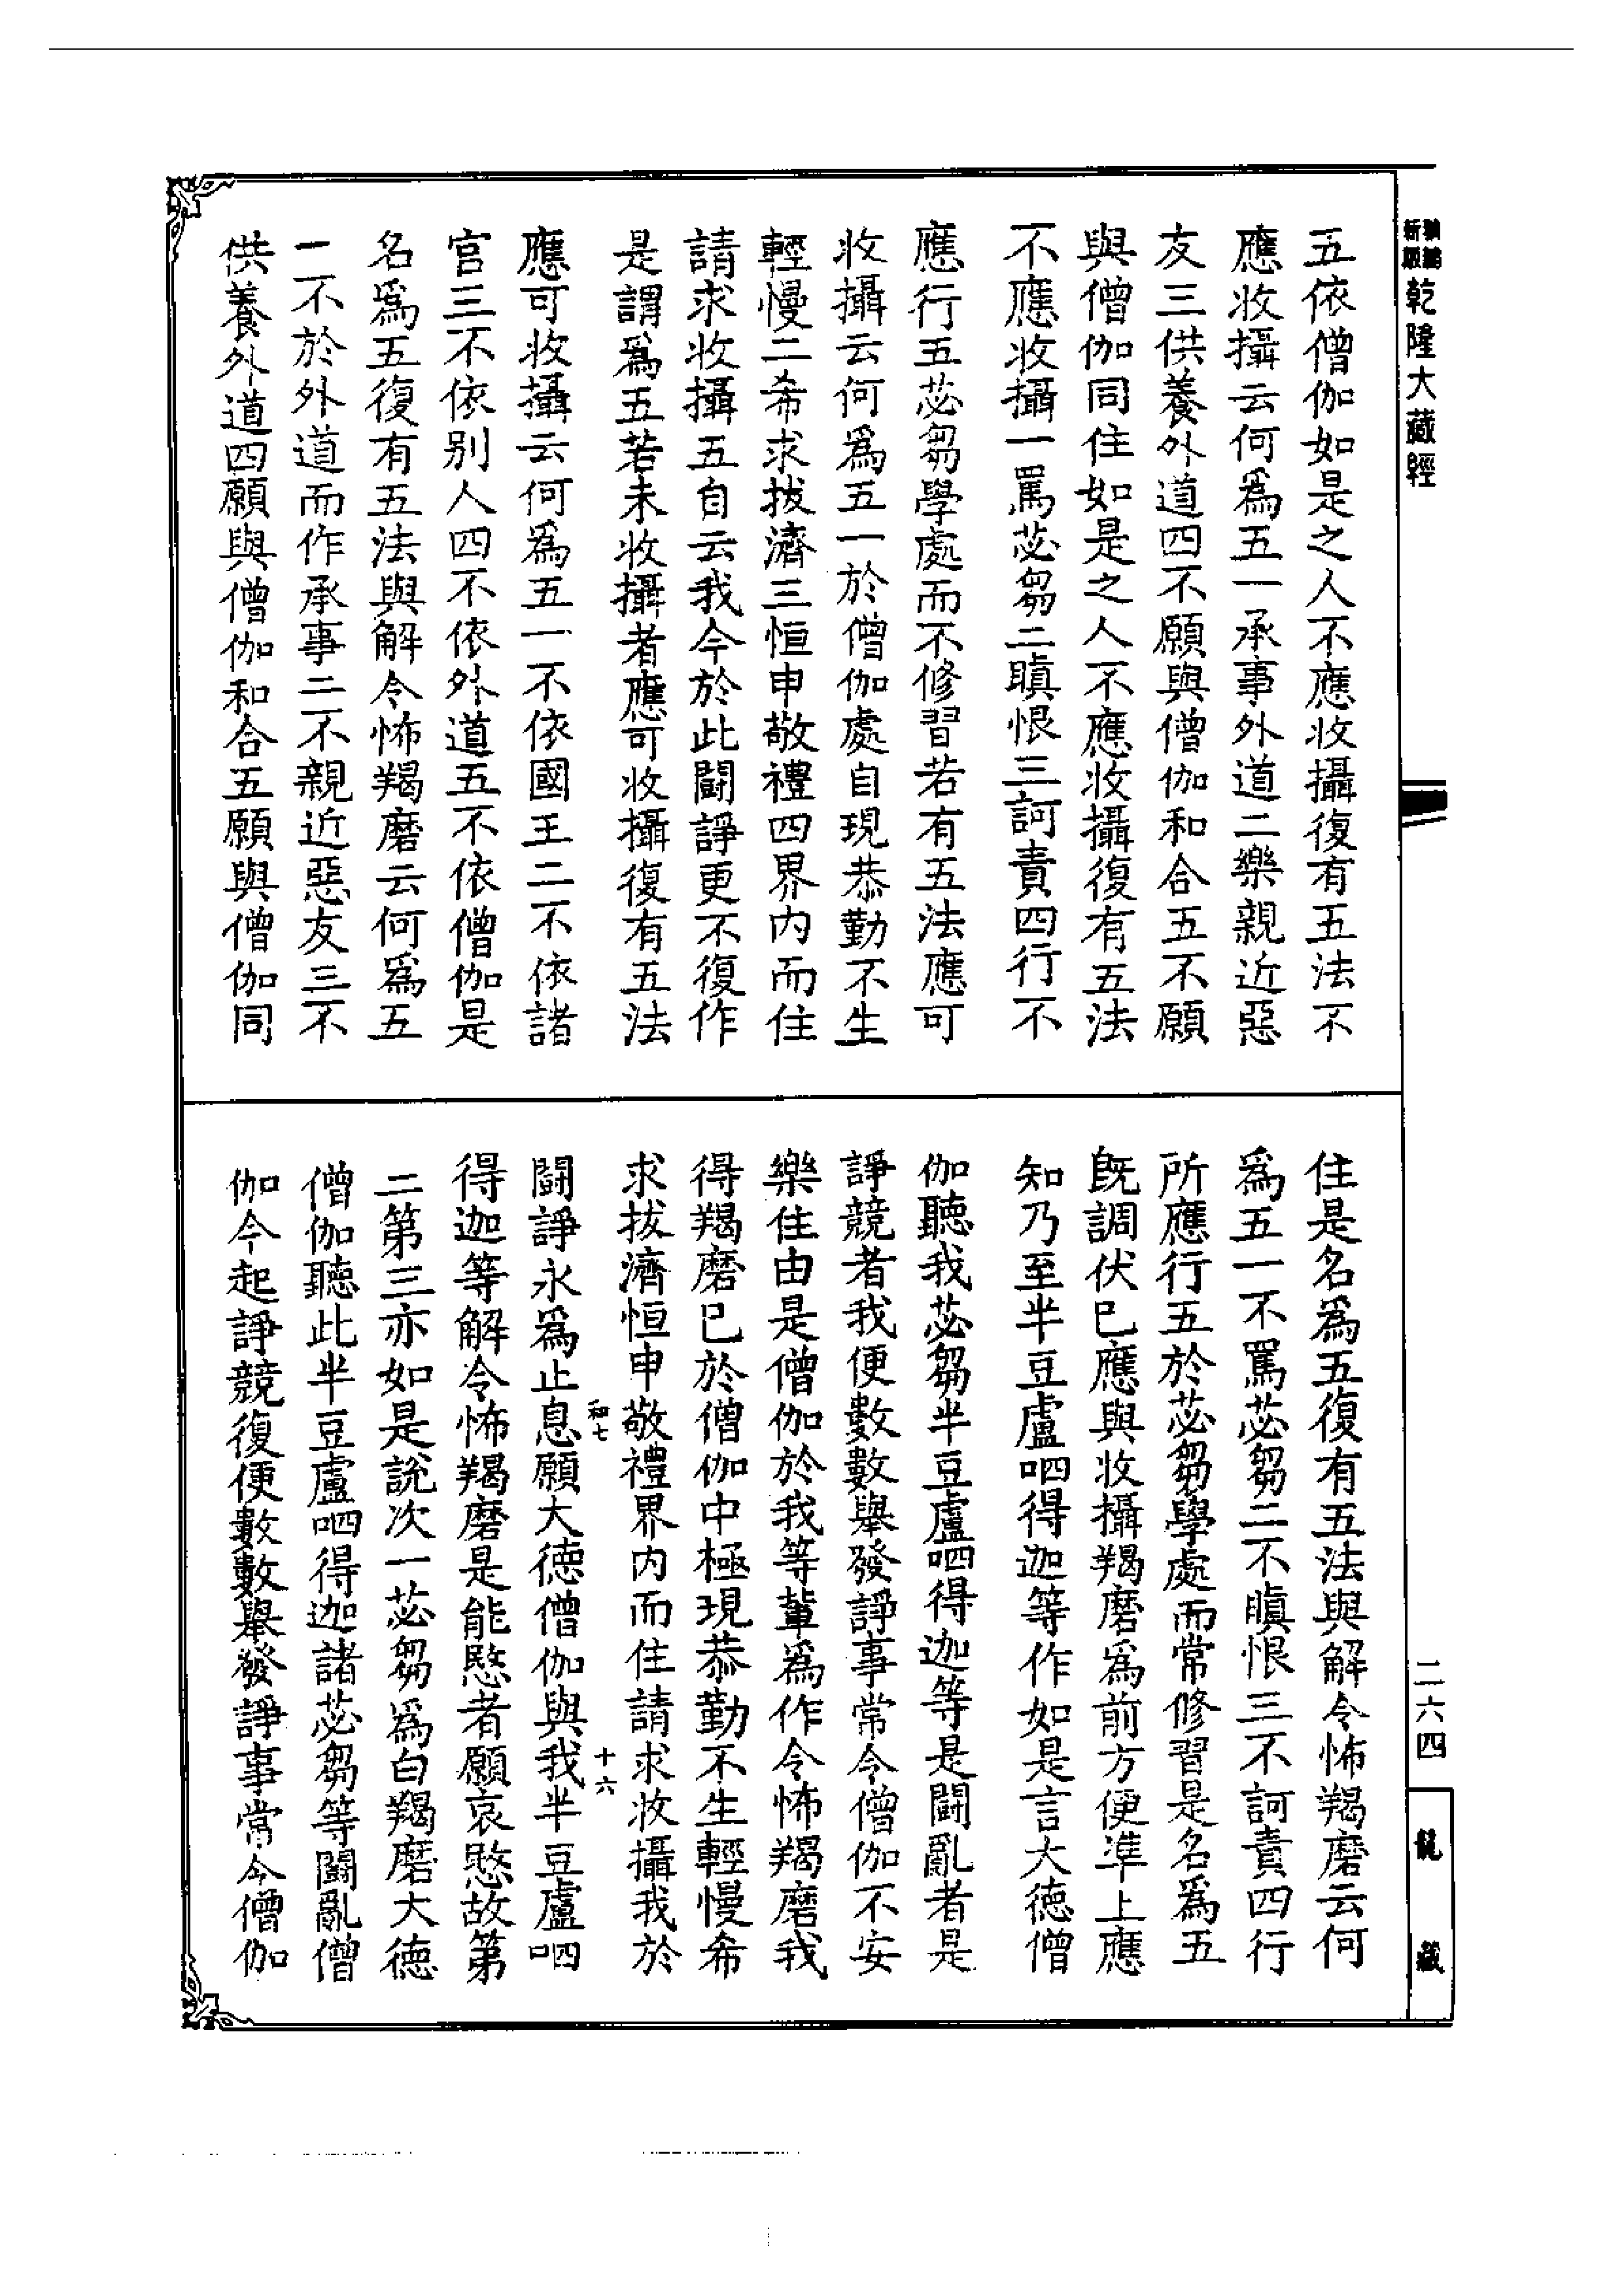 乾隆大藏經
五依僧伽如是之人不應收攝復有五法不
應收攝云何爲五一承事外道二樂親近惡
友三供養外道四不願與僧伽和合五不願
與僧伽同住如是之人不應收攝復有五法
不應收攝一罵苾芻二瞋恨三訶責四行不
應行五苾芻學處而不修習若有五法應可
收攝云何爲五一於僧伽處自現恭勤不生
輕慢二希求拔濟三恒申敬禮四界内而住
請求收攝五自云我今於此鬪諍更不復作
是謂爲五若未收攝者應可收攝復有五法
應可收攝云何爲五一不依國王二不依諸
官三不依別人四不依外道五不依僧伽是
名爲五復有五法與解令怖羯磨云何爲五
一不於外道而作承事二不親近惡友三不
供養外道四願與僧伽和合五願與僧伽同
住是名爲五復有五法與解令怖羯磨云何
爲五一不罵苾芻二不瞋恨三不訶責四行
所應行五於苾芻學處而常修習是名爲五
旣調伏已應與收攝羯磨爲前方便準上應
知乃至半豆盧呬得迦等作如是言大德僧
伽聽我苾芻半豆盧呬得迦等是鬪亂者是
諍競者我便數數舉發諍事常令僧伽不安
樂住由是僧伽於我等輩爲作令怖羯磨我
得羯磨已於僧伽中極現恭勤不生輕慢希
求拔濟恒申敬禮界内而住請求收攝我於
和七
十六
鬪諍永爲止息願大德僧伽與我半豆盧呬
得迦等解令怖羯磨是能愍者願哀愍故第
二第三亦如是說次一苾芻爲白羯磨大德
僧伽聽此半豆盧呬得迦諸苾芻等鬪亂僧
伽今起諍競復便數數舉發諍事常令僧伽
二六四
龍藏